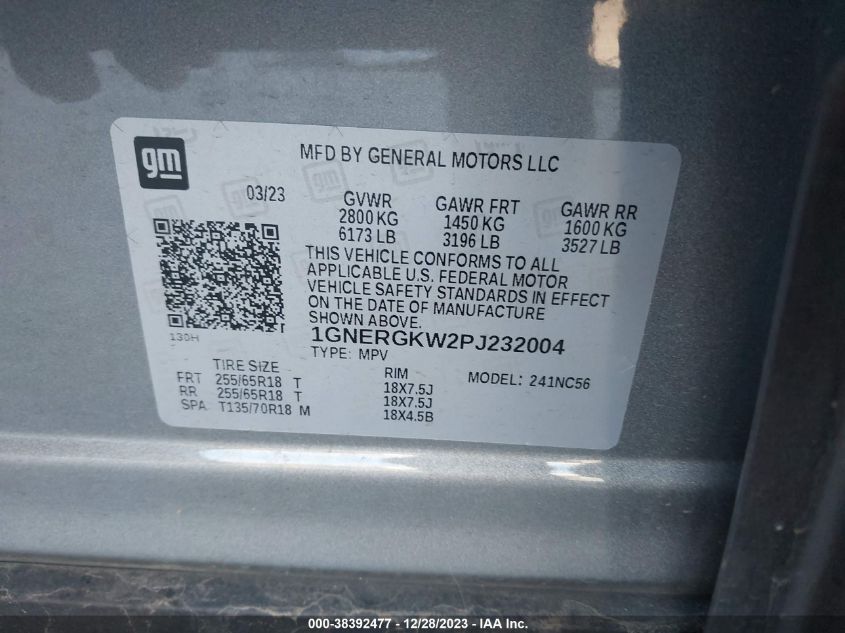 gm
MFD BY GENERAL MOTORS LLC
03/23
GVWR GAWR FRT GAWR RR
2800 KG 1450 KG 1600 KG
6173 LB 3196 LB 3527 LB
THIS VEHICLE CONFORMS TO ALL
APPLICABLE U.S. FEDERAL MOTOR
VEHICLE SAFETY STANDARDS IN EFFECT
ON THE DATE OF MANUFACTURE
SHOWN ABOVE.
130H
1GNERGKW2PJ232004
TYPE: MPV
TIRE SIZE RIM MODEL: 241NC56
FRT 255/65R18 T 18X7.5J
RR 255/65R18 T 18X7.5J
SPA T135/70R18 M 18X4.5B
000-38392477 - 12/28/2023 - IAAI.COM